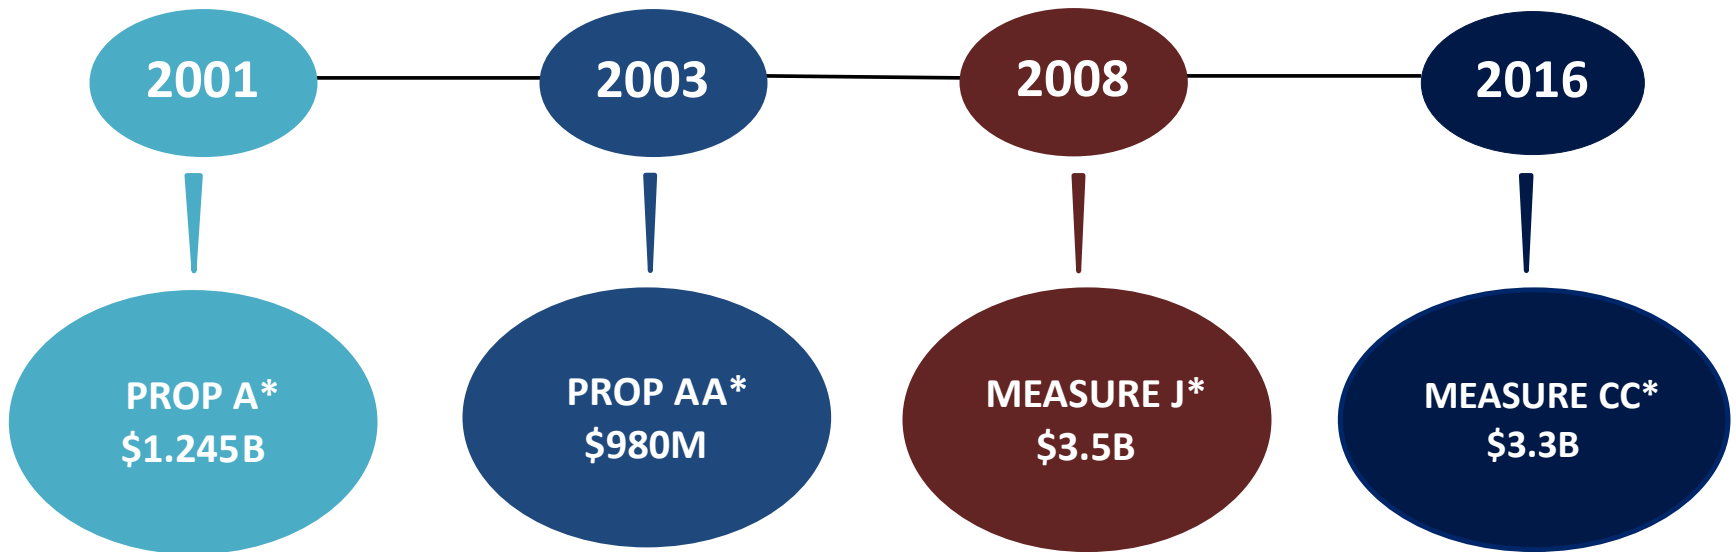 2001
2003
2008
2016
PROP A*
$1.245B
PROP AA*
$980M
MEASURE J*
$3.5B
MEASURE CC*
$3.3B